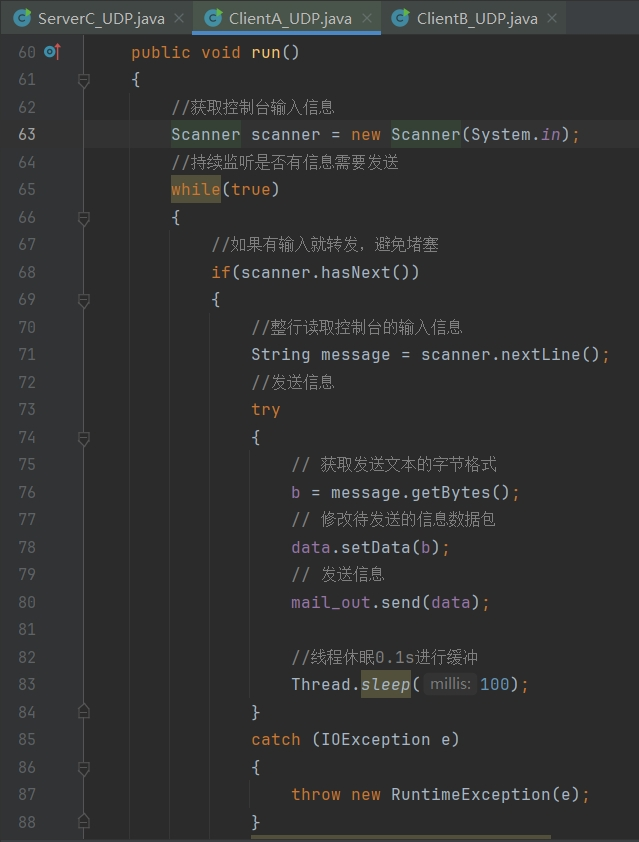 ServerC_UDP.java × ClientA_UDP.java × ClientB_UDP.java ×
60 public void run()
61 {
62 //获取控制台输入信息
63 Scanner scanner = new Scanner(System.in);
64 //持续监听是否有信息需要发送
65 while(true)
66 {
67 //如果有输入就转发，避免堵塞
68 if(scanner.hasNext())
69 {
70 //整行读取控制台的输入信息
71 String message = scanner.nextLine();
72 //发送信息
73 try
74 {
75 // 获取发送文本的字节格式
76 b = message.getBytes();
77 // 修改待发送的信息数据包
78 data.setData(b);
79 // 发送信息
80 mail_out.send(data);
81
82 //线程休眠0.1s进行缓冲
83 Thread.sleep( millis: 100);
84 }
85 catch (IOException e)
86 {
87 throw new RuntimeException(e);
88 }